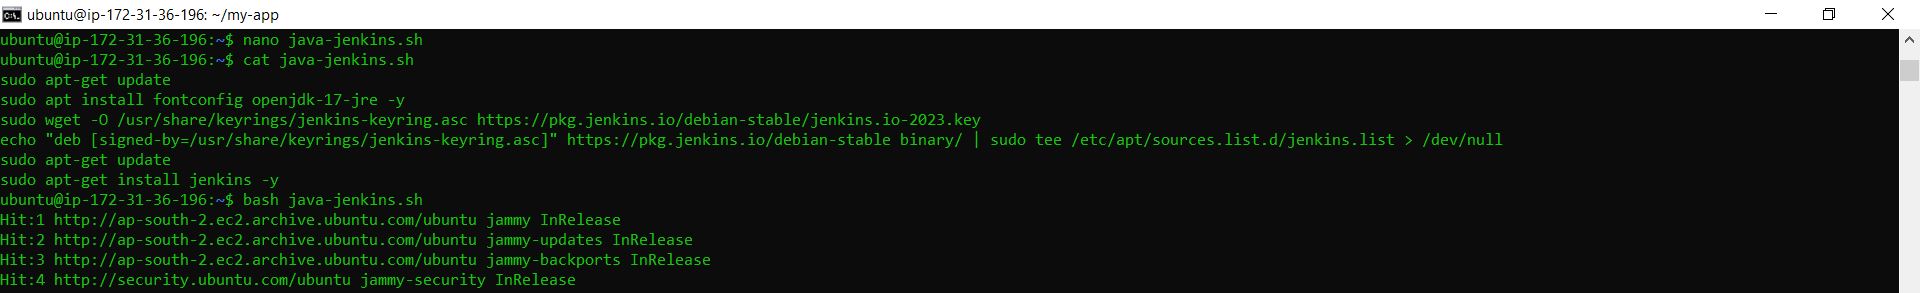 ubuntu@ip-172-31-36-196: ~/my-app
ubuntu@ip-172-31-36-196:~$ nano java-jenkins.sh
ubuntu@ip-172-31-36-196:~$ cat java-jenkins.sh
sudo apt-get update
sudo apt install fontconfig openjdk-17-jre -y
sudo wget -O /usr/share/keyrings/jenkins-keyring.asc https://pkg.jenkins.io/debian-stable/jenkins.io-2023.key
echo "deb [signed-by=/usr/share/keyrings/jenkins-keyring.asc]" https://pkg.jenkins.io/debian-stable binary/ | sudo tee /etc/apt/sources.list.d/jenkins.list > /dev/null
sudo apt-get update
sudo apt-get install jenkins -y
ubuntu@ip-172-31-36-196:~$ bash java-jenkins.sh
Hit:1 http://ap-south-2.ec2.archive.ubuntu.com/ubuntu jammy InRelease
Hit:2 http://ap-south-2.ec2.archive.ubuntu.com/ubuntu jammy-updates InRelease
Hit:3 http://ap-south-2.ec2.archive.ubuntu.com/ubuntu jammy-backports InRelease
Hit:4 http://security.ubuntu.com/ubuntu jammy-security InRelease